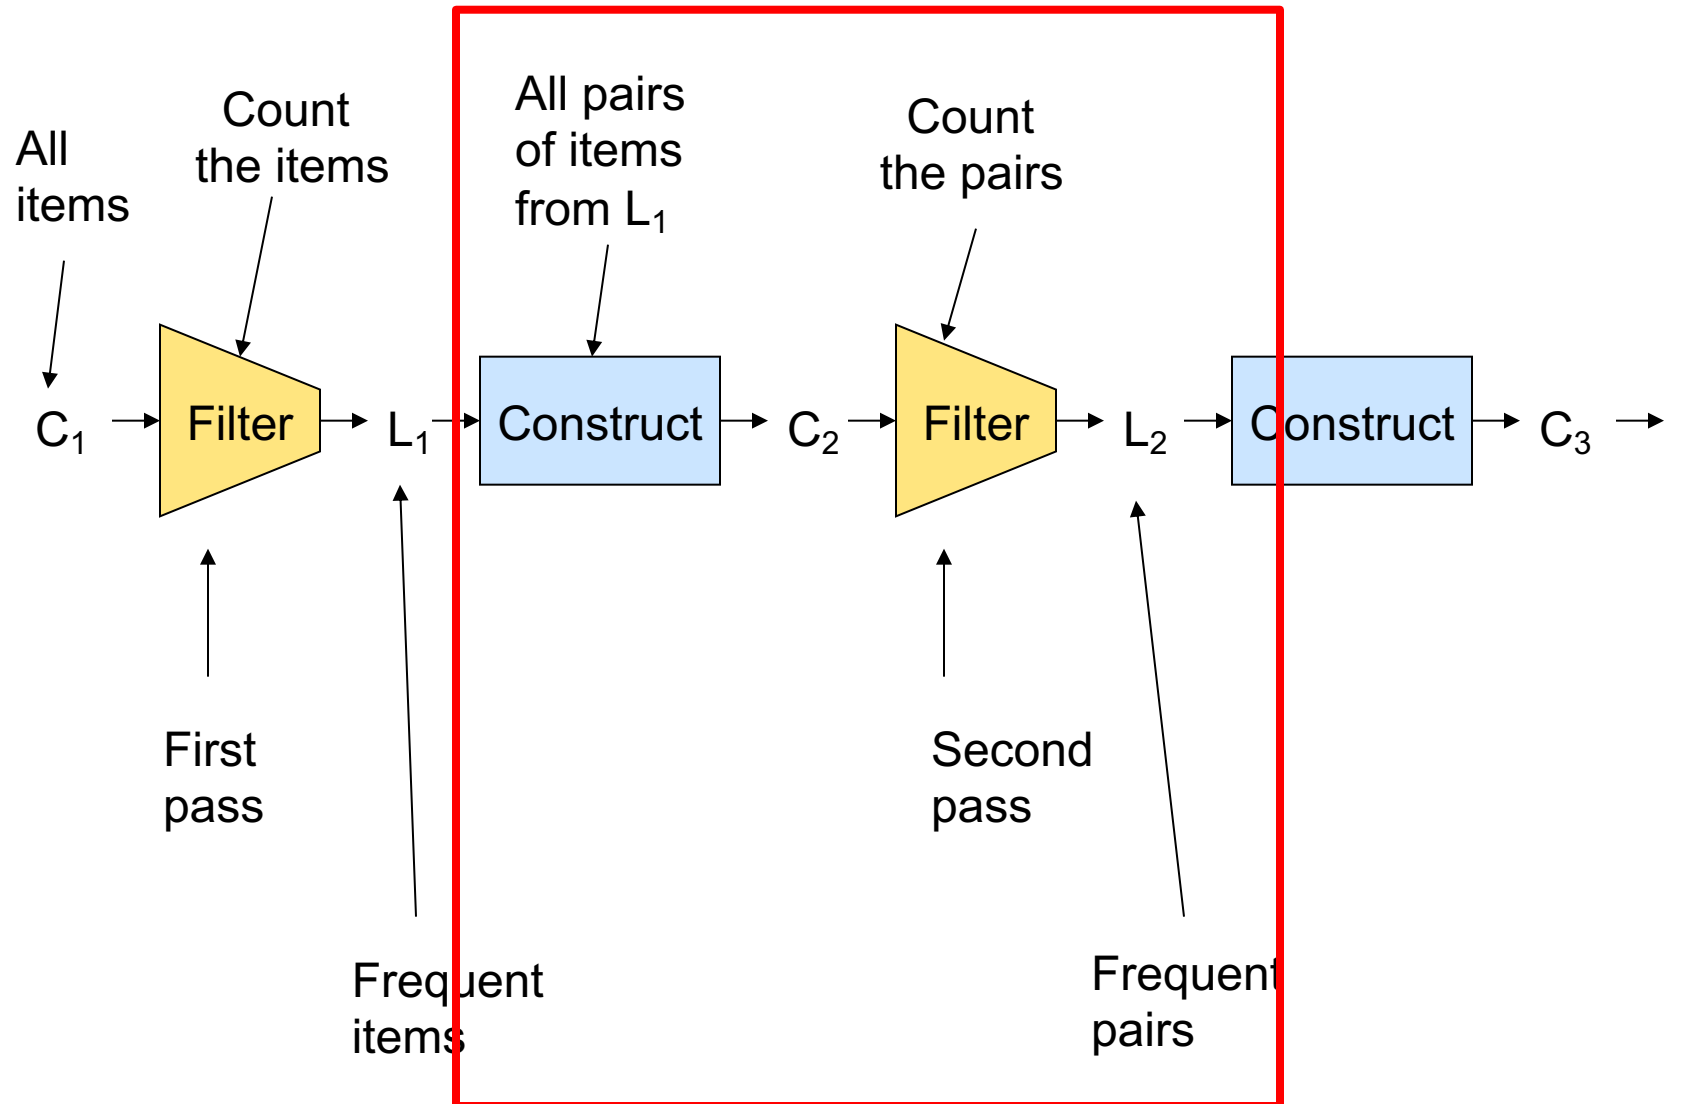 All
items
Count
the items
All pairs
of items
from L₁
Count
the pairs
C₁
Filter
L₁
Construct
C₂
Filter
L₂
Construct
C₃
First
pass
Second
pass
Frequent
items
Frequent
pairs